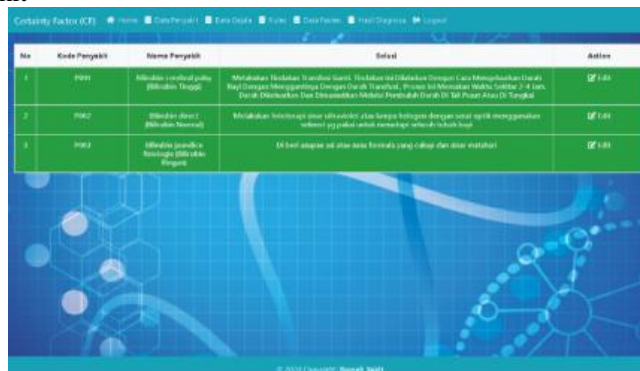 Certainty Factor (CF) Home Data Penyakit Data Gejala Rules Data Pasien Hasil Diagnosa Logout
No Kode Penyakit Nama Penyakit Solusi Action
1 P001 Bilirubin cerebral palsy Melakukan Tindakan Transfusi Ganti. Tindakan Ini Dilakukan Dengan Cara Mengeluarkan Darah Edit
(Bilirubin Tinggi) Bayi Dengan Menggantinya Dengan Darah Transfusi, Proses Ini Memakan Waktu Sekitar 2-4 Jam.
Darah Dikeluarkan Dan Dimasukkan Melalui Pembuluh Darah Di Tali Pusat Atau Di Tungkai
2 P002 Bilirubin direct Melakukan fototerapi sinar ultraviolet atau lampu halogen dengan serat optik menggunakan Edit
(Bilirubin Normal) selimut yg pakai untuk menutupi seluruh tubuh bayi
3 P003 Bilirubin jaundice Di beri asupan asi atau susu formula yang cukup dan sinar matahari Edit
fisiologis (Bilirubin
Ringan)
© 2020 Copyright: